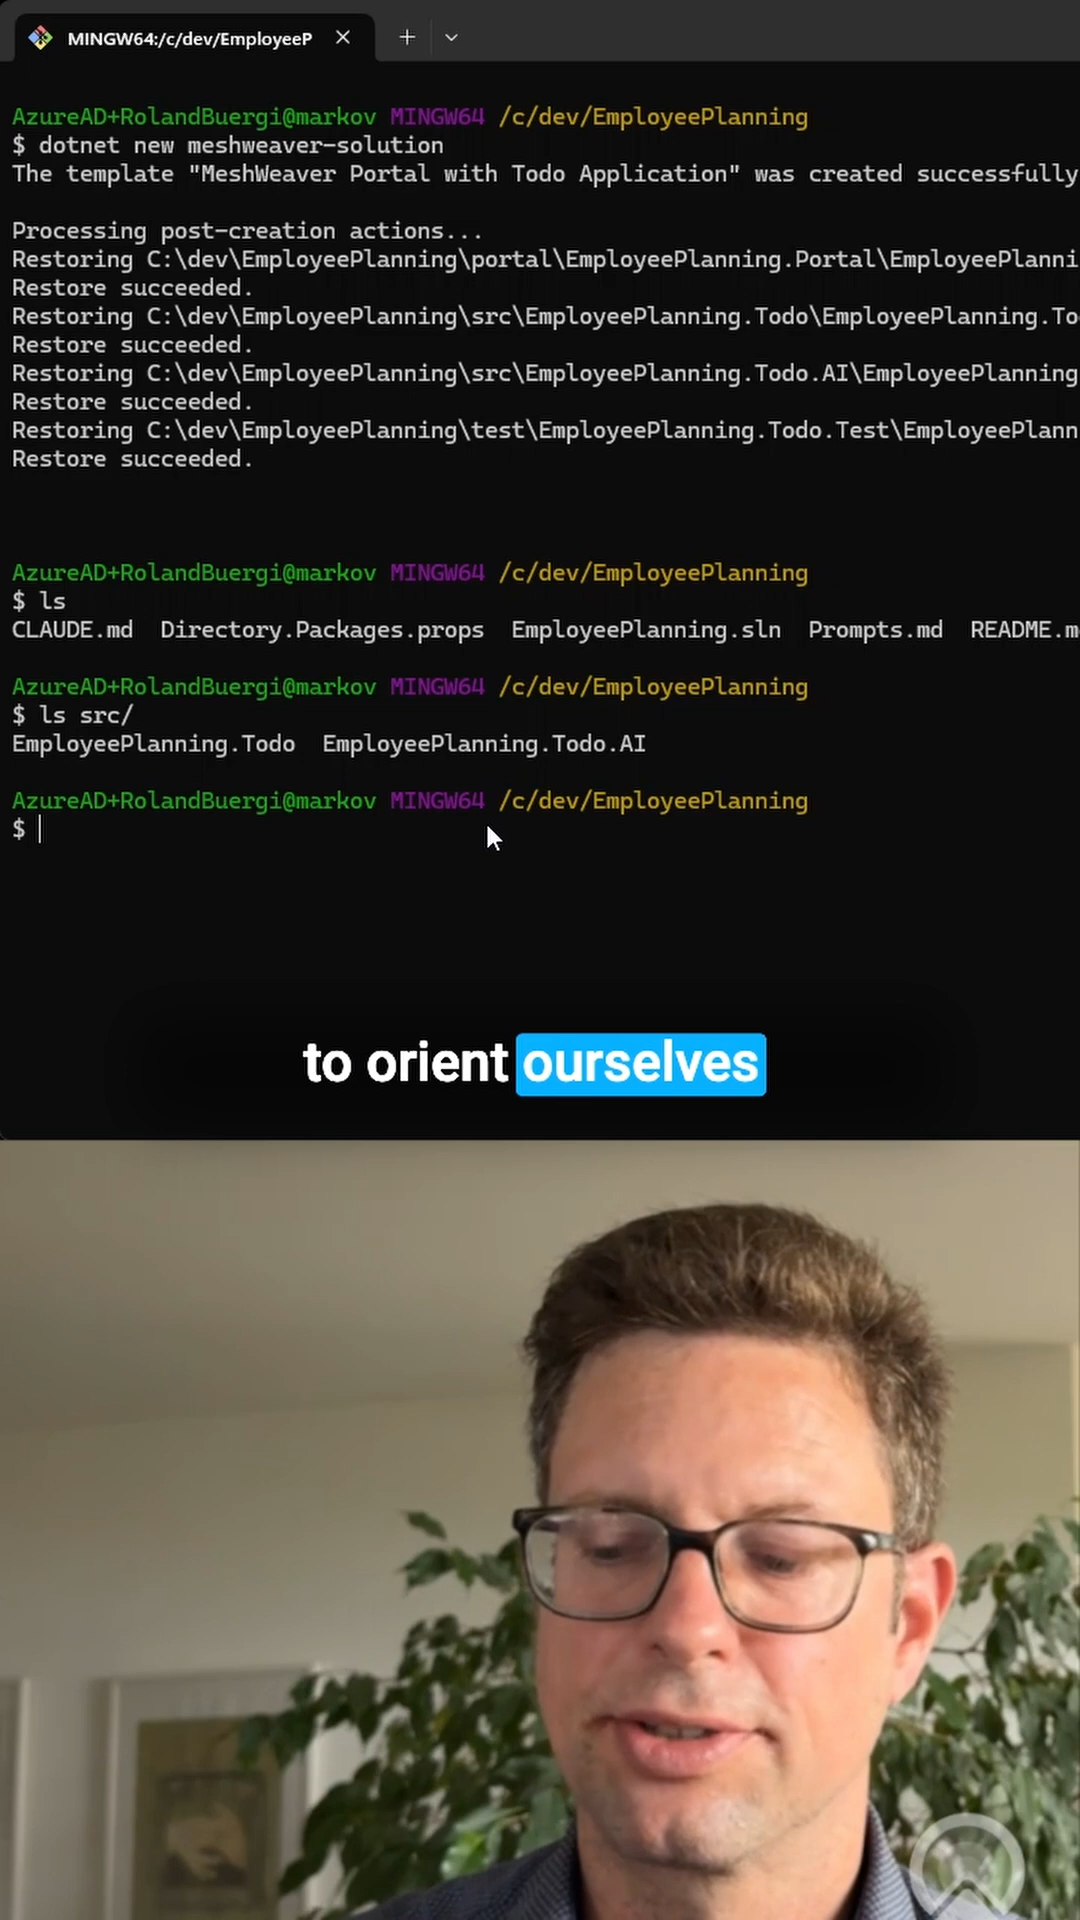 MINGW64:/c/dev/EmployeeP
AzureAD+RolandBuergi@markov MINGW64 /c/dev/EmployeePlanning
$ dotnet new meshweaver-solution
The template "MeshWeaver Portal with Todo Application" was created successfully
Processing post-creation actions...
Restoring C:\dev\EmployeePlanning\portal\EmployeePlanning.Portal\EmployeePlanni
Restore succeeded.
Restoring C:\dev\EmployeePlanning\src\EmployeePlanning.Todo\EmployeePlanning.To
Restore succeeded.
Restoring C:\dev\EmployeePlanning\src\EmployeePlanning.Todo.AI\EmployeePlanning
Restore succeeded.
Restoring C:\dev\EmployeePlanning\test\EmployeePlanning.Todo.Test\EmployeePlann
Restore succeeded.
AzureAD+RolandBuergi@markov MINGW64 /c/dev/EmployeePlanning
$ ls
CLAUDE.md Directory.Packages.props EmployeePlanning.sln Prompts.md README.m
AzureAD+RolandBuergi@markov MINGW64 /c/dev/EmployeePlanning
$ ls src/
EmployeePlanning.Todo EmployeePlanning.Todo.AI
AzureAD+RolandBuergi@markov MINGW64 /c/dev/EmployeePlanning
$
to orient ourselves